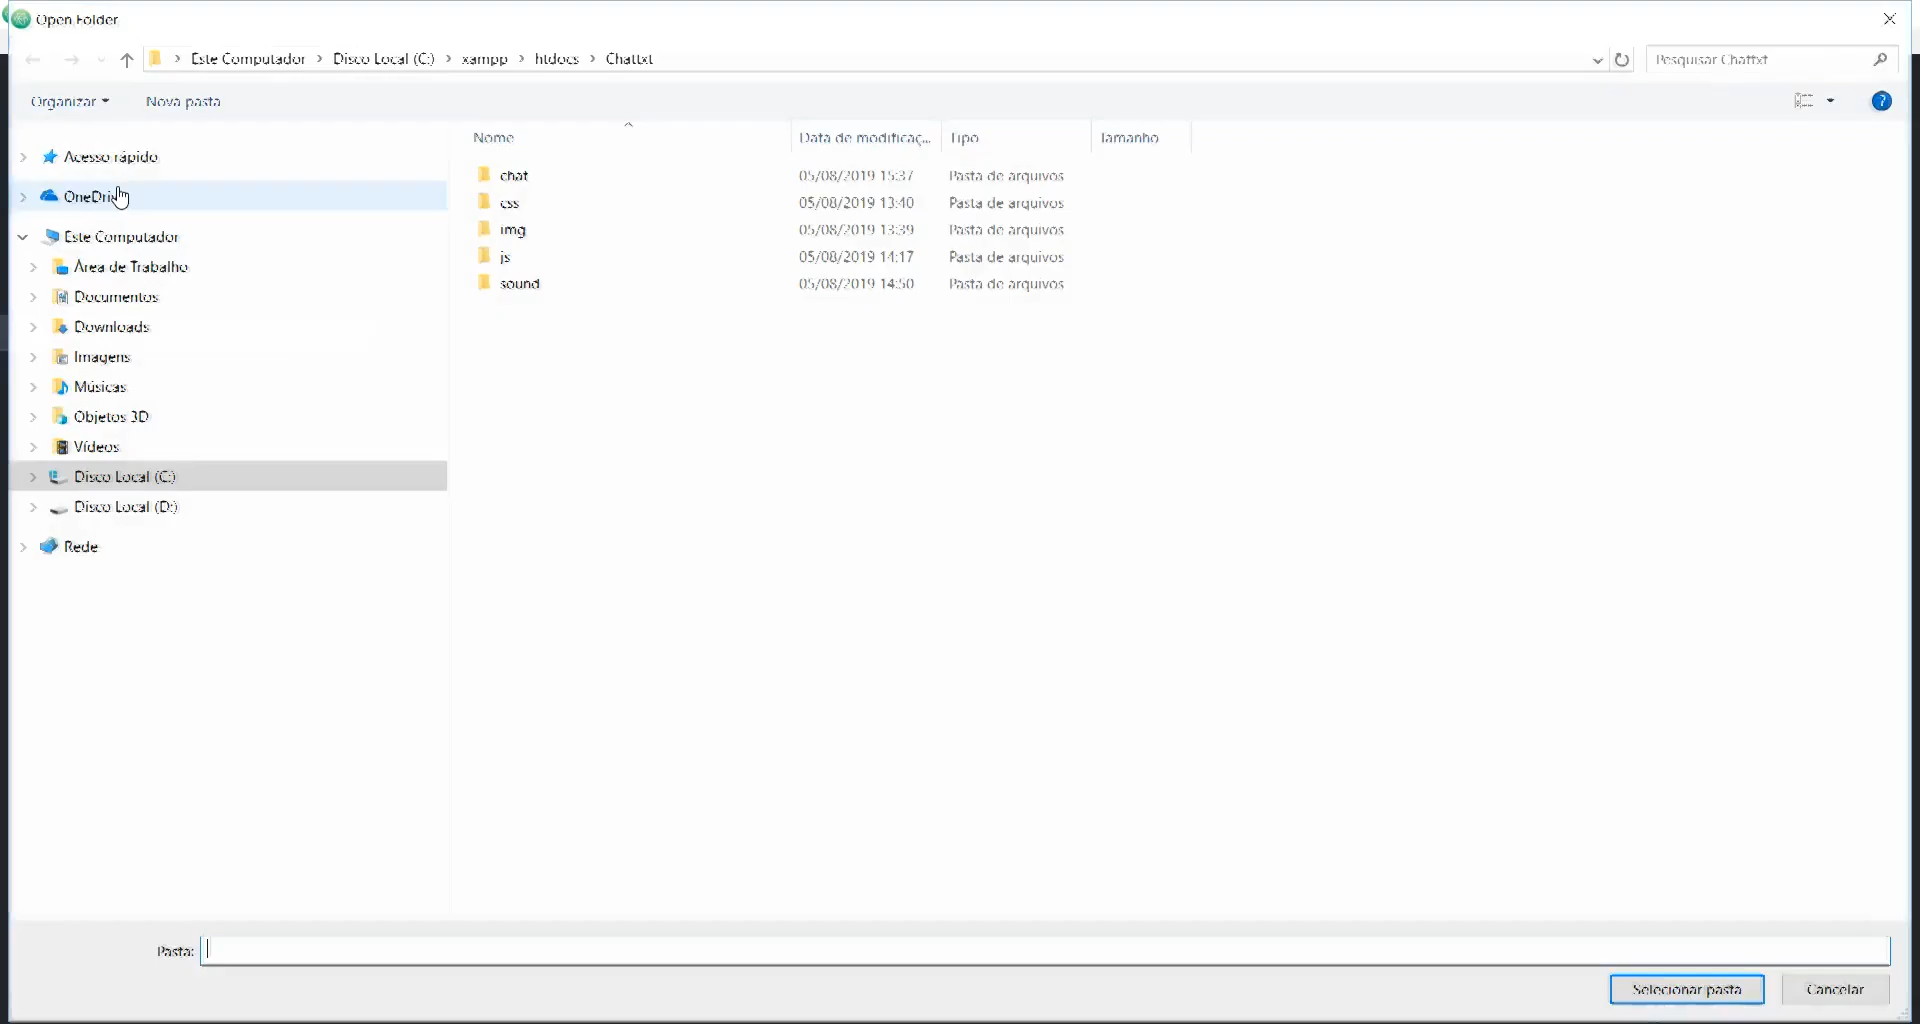 Open Folder
Este Computador > Disco Local (C:) > xampp > htdocs > Chattxt
Pesquisar Chattxt
Organizar
Nova pasta
?
Nome
Data de modificaç...
Tipo
Tamanho
Acesso rápido
OneDri
Este Computador
Área de Trabalho
Documentos
Downloads
Imagens
Músicas
Objetos 3D
Vídeos
Disco Local (C:)
Disco Local (D:)
Rede
chat 05/08/2019 15:37 Pasta de arquivos
css 05/08/2019 13:40 Pasta de arquivos
img 05/08/2019 13:39 Pasta de arquivos
js 05/08/2019 14:17 Pasta de arquivos
sound 05/08/2019 14:50 Pasta de arquivos
Pasta:
Selecionar pasta
Cancelar